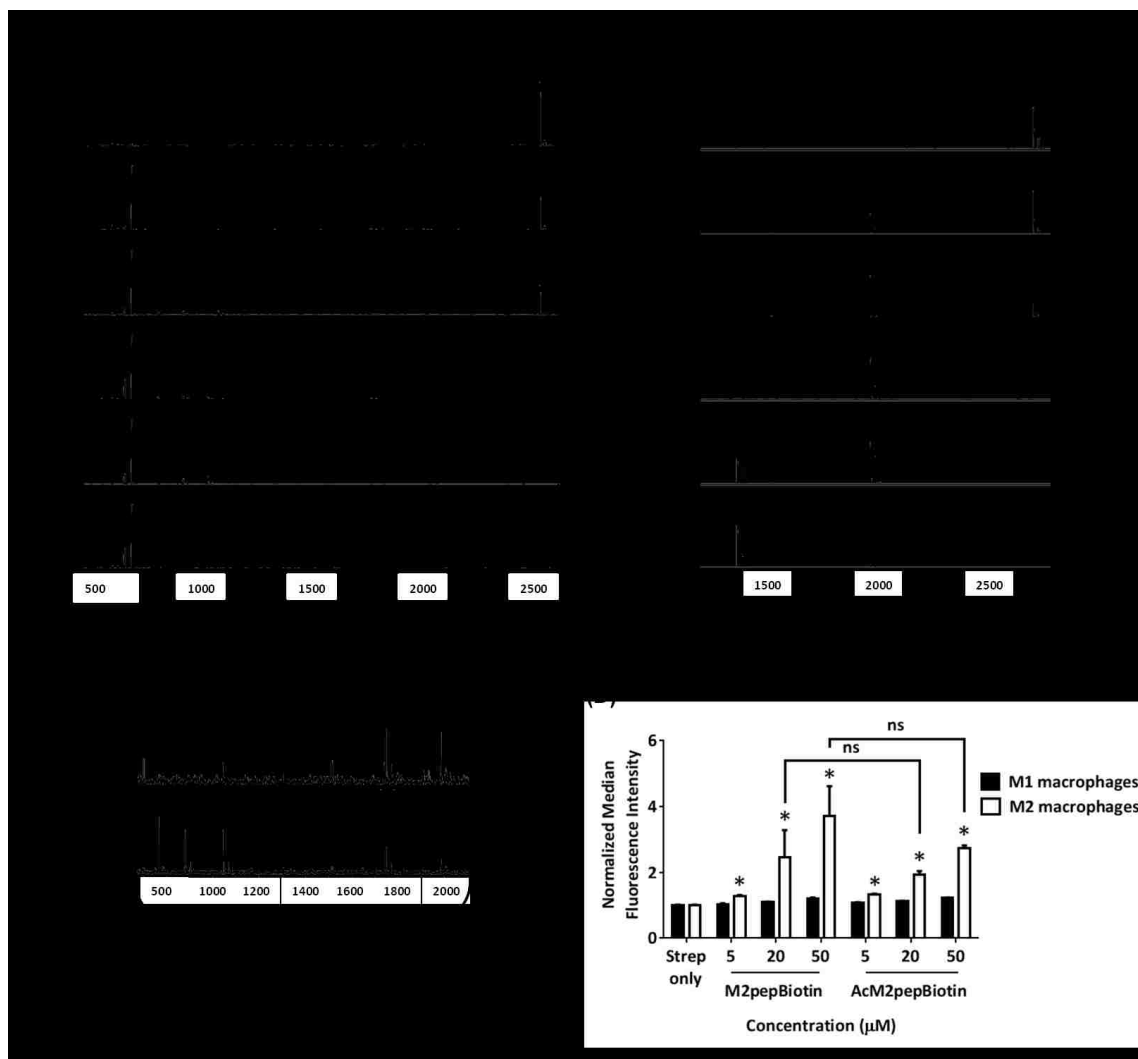 500 1000 1500 2000 2500
1500 2000 2500
500 1000 1200 1400 1600 1800 2000
Normalized Median
Fluorescence Intensity
6
4
2
0
ns
ns
* * * * * *
M1 macrophages
M2 macrophages
Strep
only
5 20 50 5 20 50
M2pepBiotin AcM2pepBiotin
Concentration (μM)